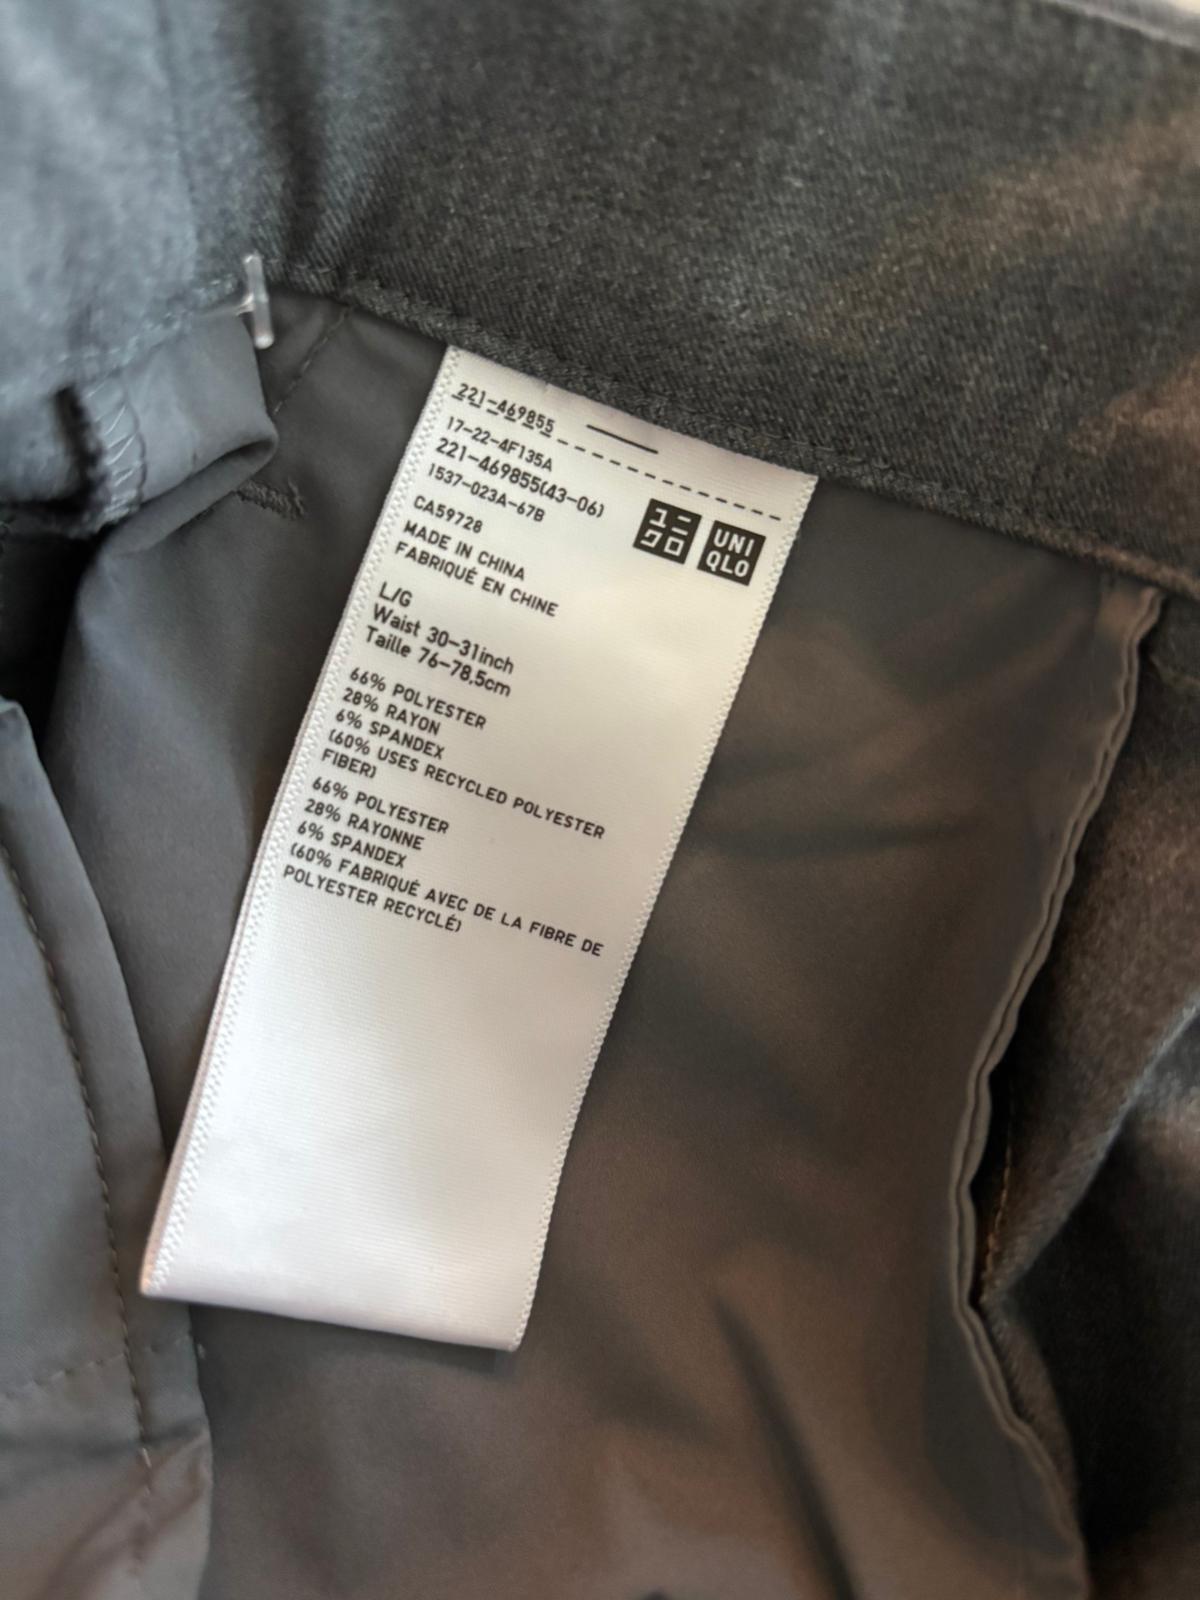 221-469855
17-22-4F135A
221-469855(43-06)
1537-023A-67B
ユニ
クロ
UNI
QLO
CA59728
MADE IN CHINA
FABRIQUÉ EN CHINE
L/G
Waist 30-31inch
Taille 76-78,5cm
66% POLYESTER
28% RAYON
6% SPANDEX
(60% USES RECYCLED POLYESTER
FIBER)
66% POLYESTER
28% RAYONNE
6% SPANDEX
(60% FABRIQUÉ AVEC DE LA FIBRE DE
POLYESTER RECYCLÉ)